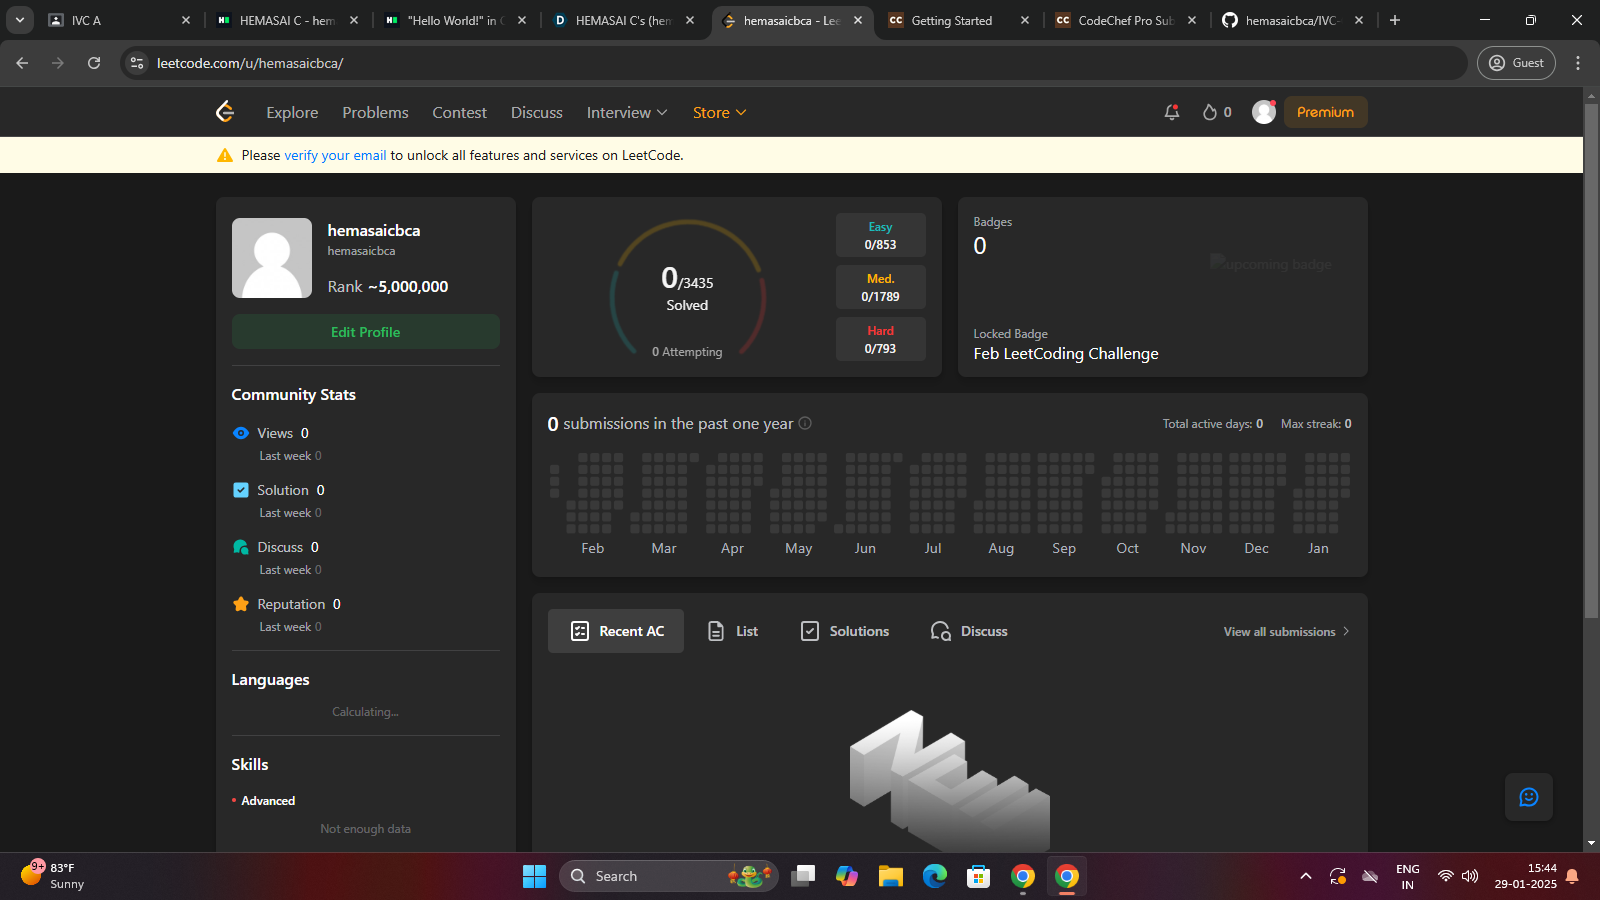 IVC A
HEMASAI C - hem
"Hello World!" in C
HEMASAI C's (hem
hemasaicbca - Lee
Getting Started
CodeChef Pro Sub
hemasaicbca/IVC-
leetcode.com/u/hemasaicbca/
Guest
Explore
Problems
Contest
Discuss
Interview
Store
0
Premium
Please verify your email to unlock all features and services on LeetCode.
hemasaicbca
hemasaicbca
Rank ~5,000,000
Edit Profile
Community Stats
Views 0
Last week 0
Solution 0
Last week 0
Discuss 0
Last week 0
Reputation 0
Last week 0
Languages
Calculating...
Skills
Advanced
Not enough data
0/3435
Solved
0 Attempting
Easy
0/853
Med.
0/1789
Hard
0/793
Badges
0
upcoming badge
Locked Badge
Feb LeetCoding Challenge
0 submissions in the past one year
Total active days: 0
Max streak: 0
Feb Mar Apr May Jun Jul Aug Sep Oct Nov Dec Jan
Recent AC
List
Solutions
Discuss
View all submissions
NULL
9+
83°F
Sunny
Search
ENG
IN
15:44
29-01-2025